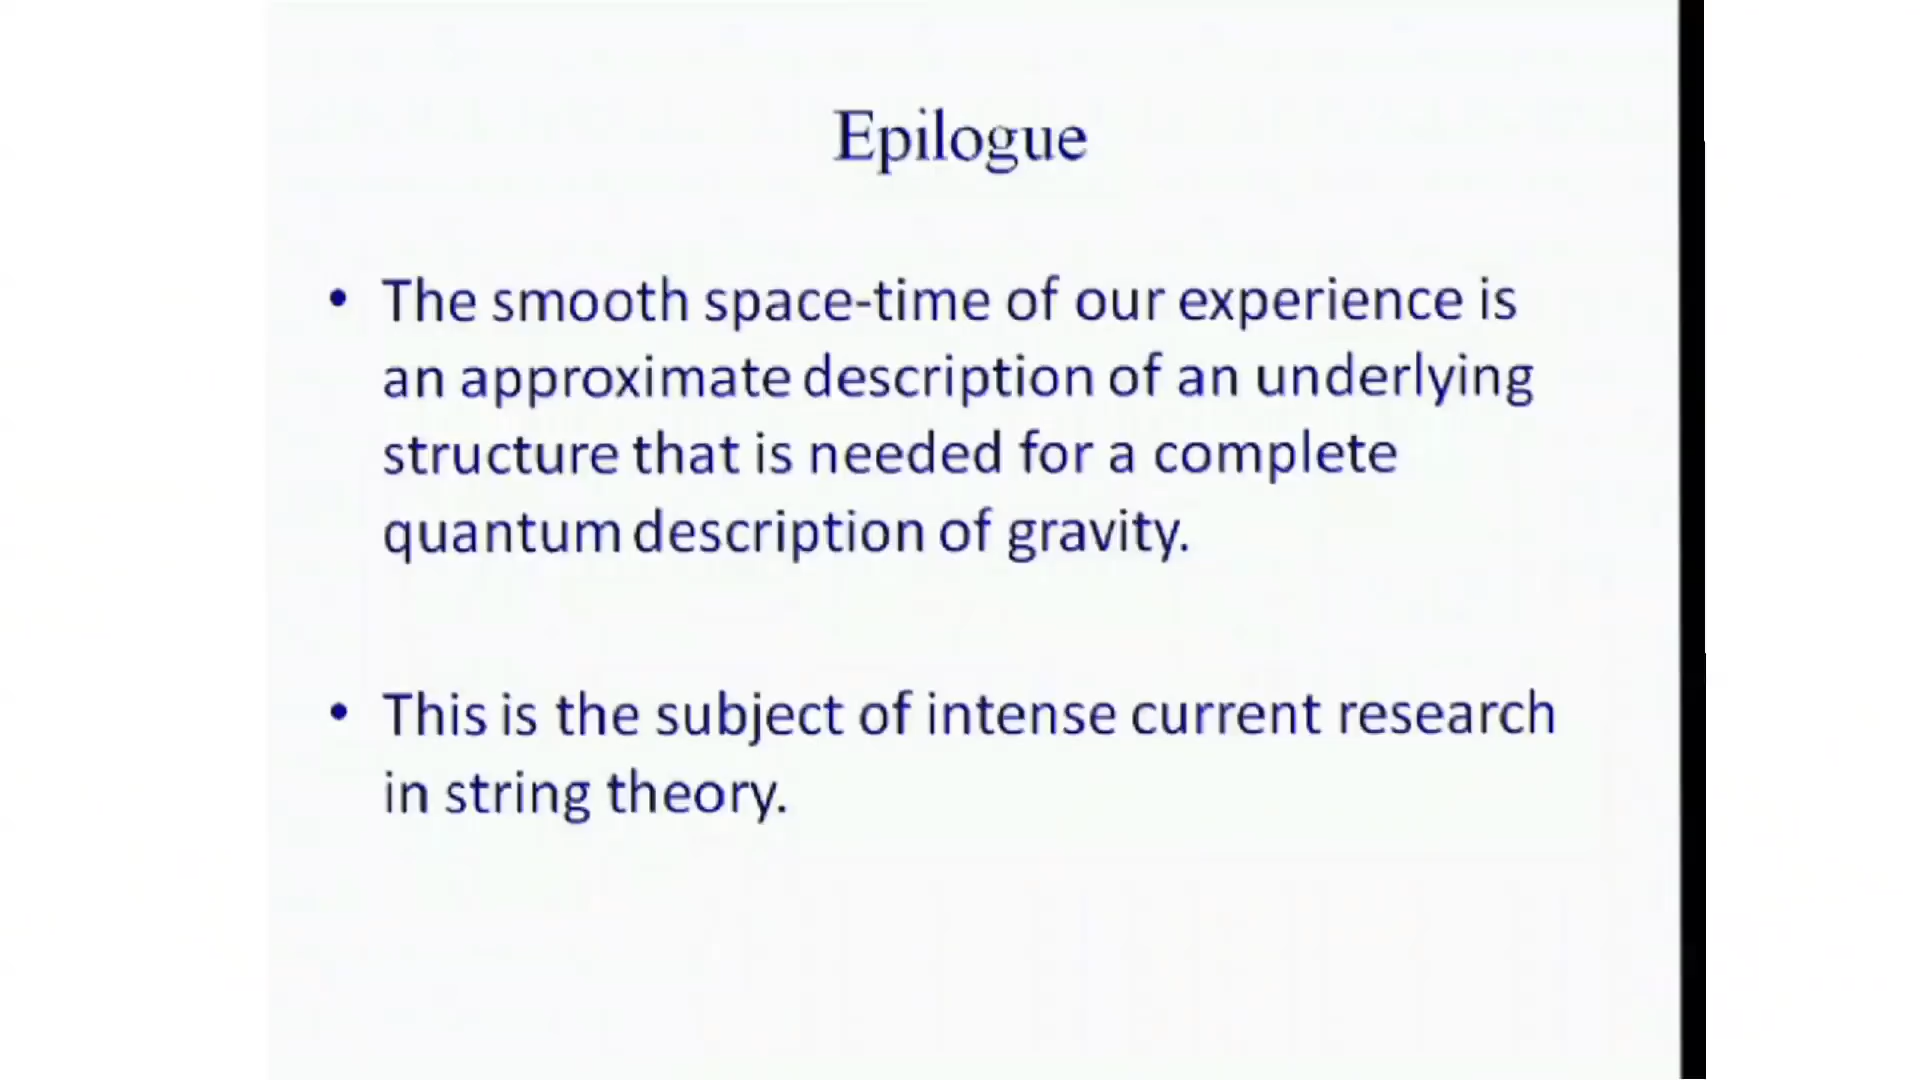 Epilogue
• The smooth space-time of our experience is
an approximate description of an underlying
structure that is needed for a complete
quantum description of gravity.
• This is the subject of intense current research
in string theory.